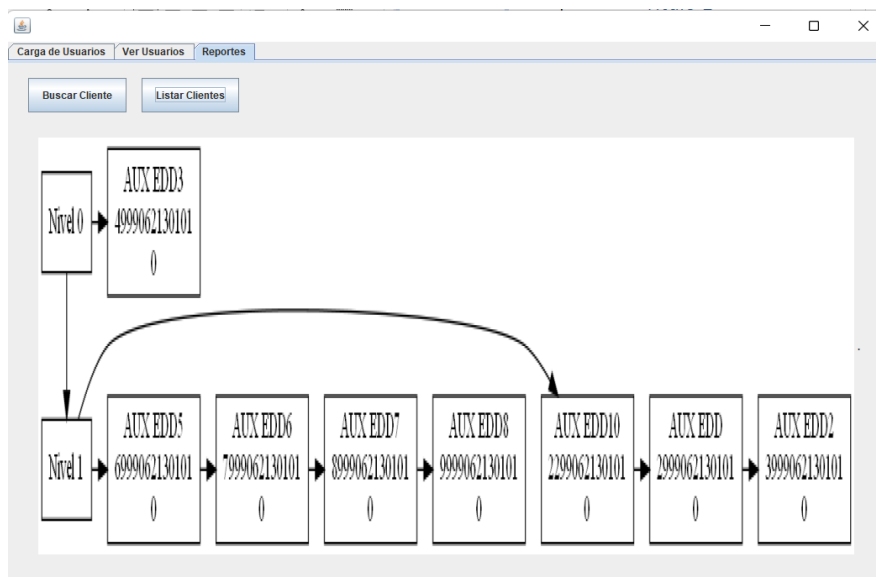 Carga de Usuarios Ver Usuarios Reportes
Buscar Cliente Listar Clientes
Nivel 0
AUX EDD3
4999062130101
0
Nivel 1
AUX EDD5
6999062130101
0
AUX EDD6
7999062130101
0
AUX EDD7
8999062130101
0
AUX EDD8
9999062130101
0
AUX EDD10
2299062130101
0
AUX EDD
2999062130101
0
AUX EDD2
3999062130101
0